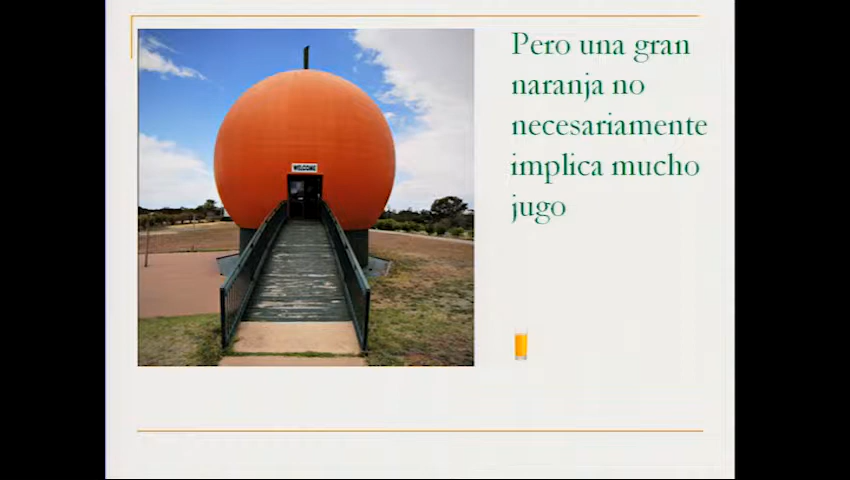 WELCOME
Pero una gran
naranja no
necesariamente
implica mucho
jugo